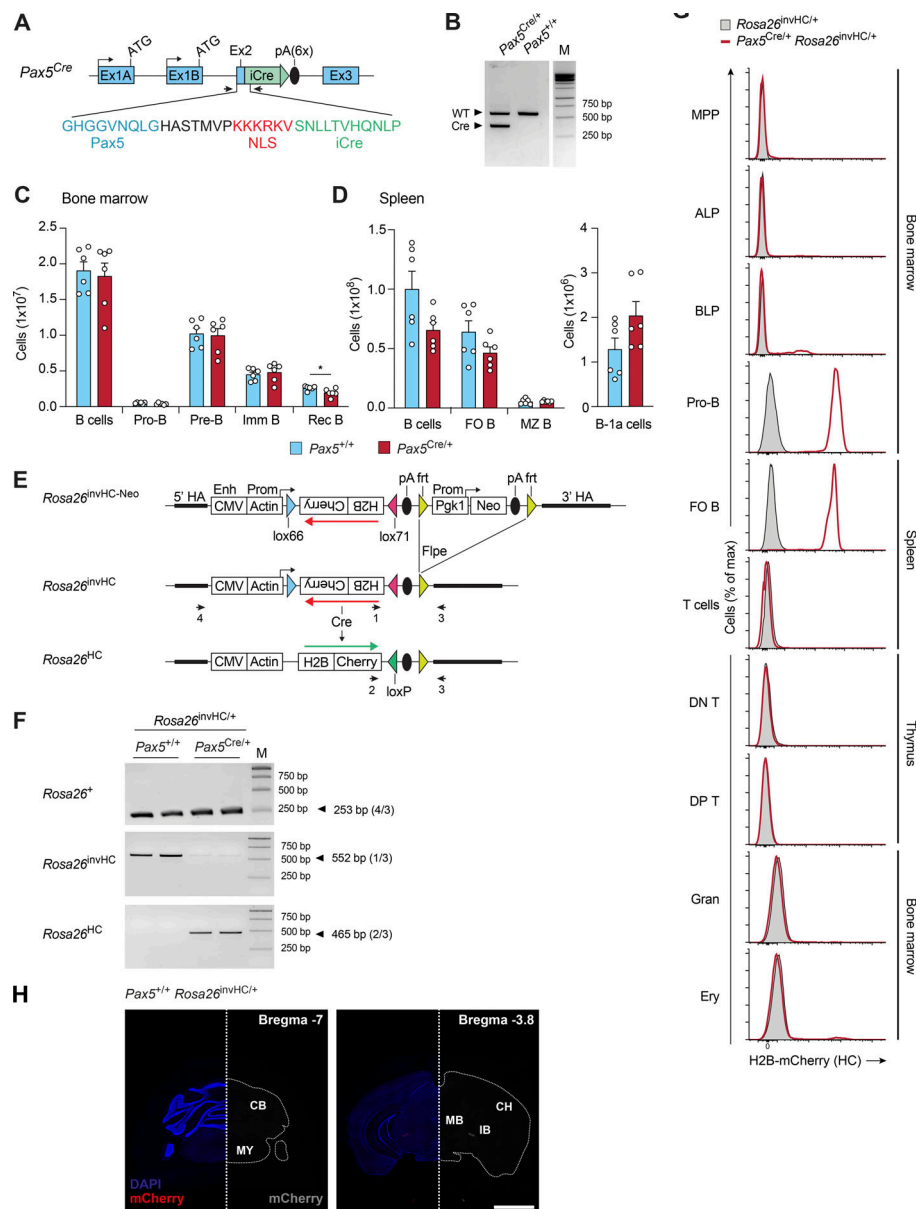 A
Pax5Cre
ATG
ATG
Ex2
pA(6x)
Ex1A
Ex1B
iCre
Ex3
GHGGVNQLGHASTMVPKKKRKVSNLLTVHQNLP
Pax5
NLS
iCre
B
Pax5Cre/+
Pax5+/+
M
WT
Cre
750 bp
500 bp
250 bp
C
Bone marrow
Cells (1x10^7)
2.5
2.0
1.5
1.0
0.5
0.0
*
B cells
Pro-B
Pre-B
Imm B
Rec B
D
Spleen
Cells (1x10^8)
1.5
1.0
0.5
0.0
B cells
FO B
MZ B
Cells (1x10^6)
4
3
2
1
0
B-1a cells
Pax5+/+
Pax5Cre/+
E
Rosa26invHC-Neo
5' HA
Enh
Prom
CMV
Actin
Cherry
H2B
pA
frt
Prom
Pgk1
Neo
pA
frt
3' HA
lox66
lox71
Flpe
Rosa26invHC
CMV
Actin
Cherry
H2B
4
1
3
Cre
Rosa26HC
CMV
Actin
H2B
Cherry
2
loxP
3
F
Rosa26invHC/+
Pax5+/+
Pax5Cre/+
M
Rosa26+
750 bp
500 bp
250 bp
253 bp (4/3)
Rosa26invHC
750 bp
500 bp
250 bp
552 bp (1/3)
Rosa26HC
750 bp
500 bp
250 bp
465 bp (2/3)
Rosa26invHC/+
Pax5Cre/+ Rosa26invHC/+
MPP
ALP
BLP
Pro-B
FO B
T cells
DN T
DP T
Gran
Ery
Cells (% of max)
Bone marrow
Spleen
Thymus
Bone marrow
0
H2B-mCherry (HC)
H
Pax5+/+ Rosa26invHC/+
Bregma -7
CB
MY
DAPI
mCherry
mCherry
Bregma -3.8
CH
MB
IB